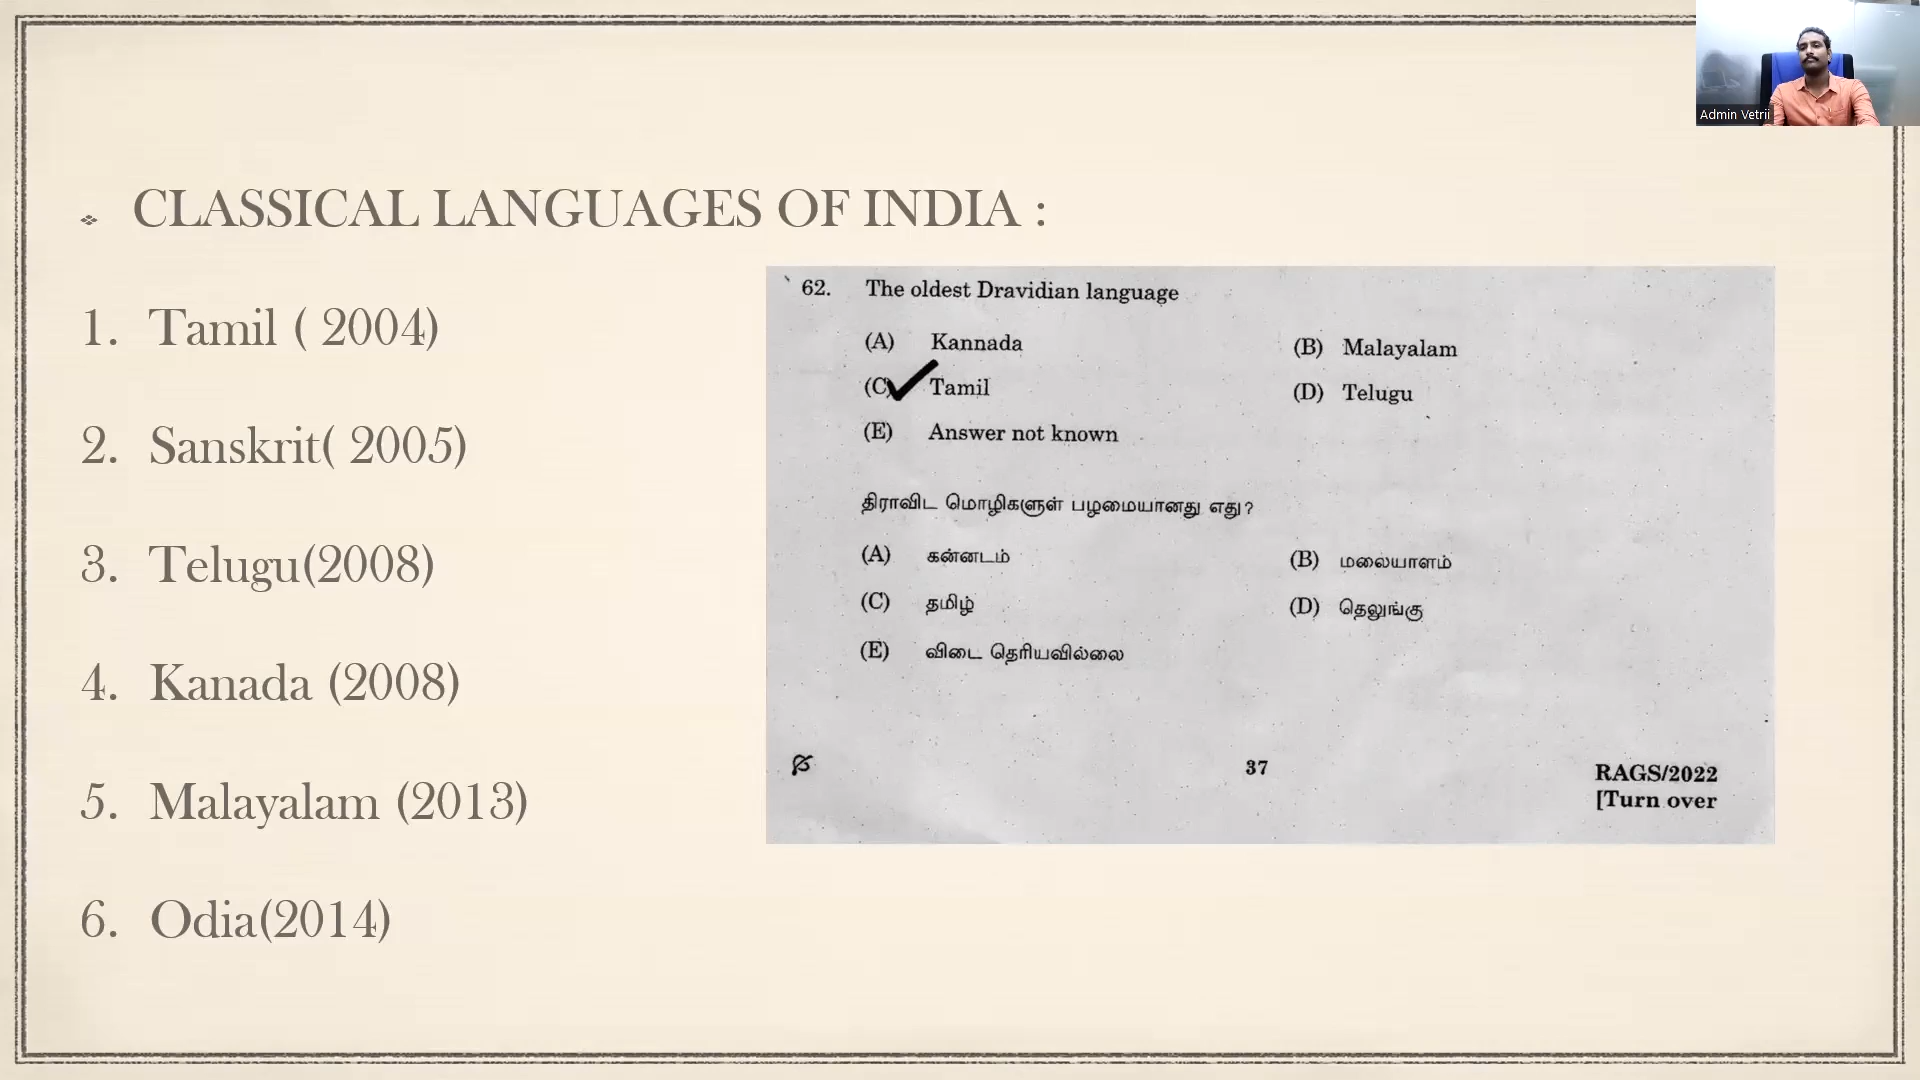 Admin Vetrii
CLASSICAL LANGUAGES OF INDIA :
1. Tamil ( 2004)
2. Sanskrit( 2005)
3. Telugu(2008)
4. Kanada (2008)
5. Malayalam (2013)
6. Odia(2014)
62. The oldest Dravidian language
(A) Kannada (B) Malayalam
(C) Tamil (D) Telugu
(E) Answer not known
திராவிட மொழிகளுள் பழமையானது எது?
(A) கன்னடம் (B) மலையாளம்
(C) தமிழ் (D) தெலுங்கு
(E) விடை தெரியவில்லை
37 RAGS/2022
[Turn over